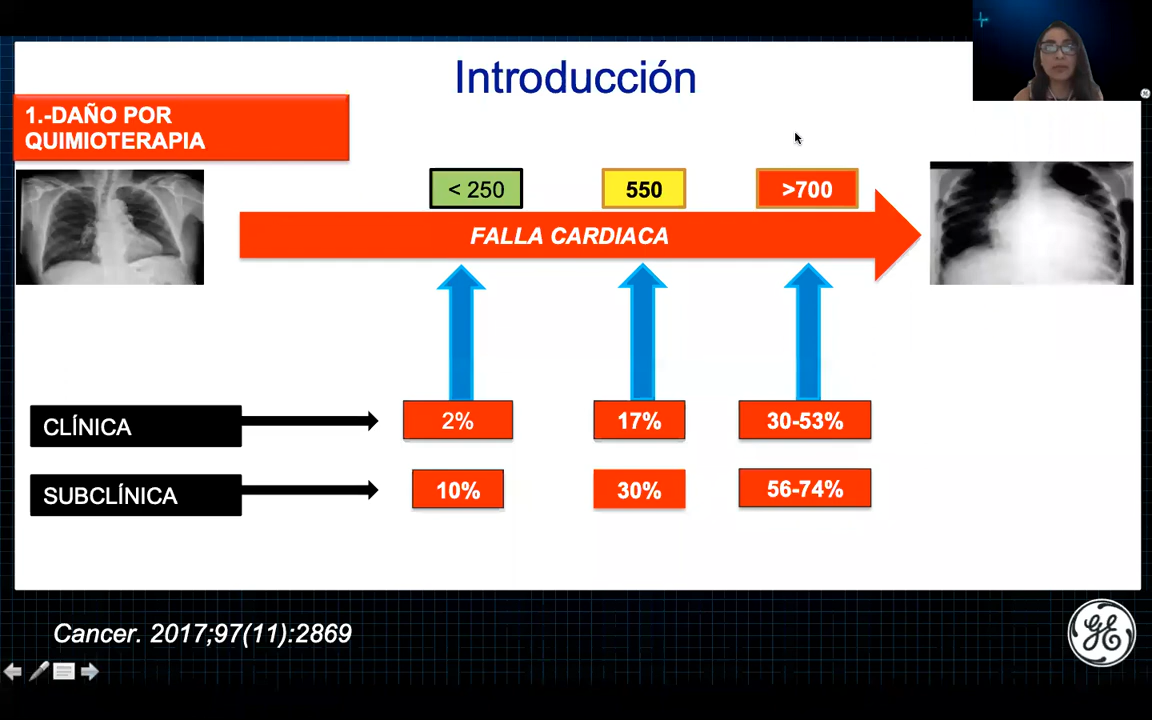 Introducción
1.-DAÑO POR
QUIMIOTERAPIA
< 250
550
>700
FALLA CARDIACA
CLÍNICA
2%
17%
30-53%
SUBCLÍNICA
10%
30%
56-74%
Cancer. 2017;97(11):2869
GE